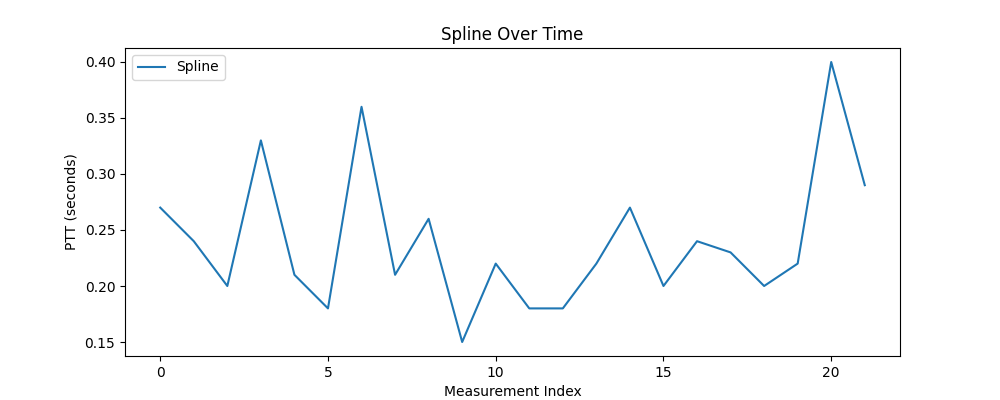 Spline Over Time
Spline
PTT (seconds)
0.40
0.35
0.30
0.25
0.20
0.15
0 5 10 15 20
Measurement Index